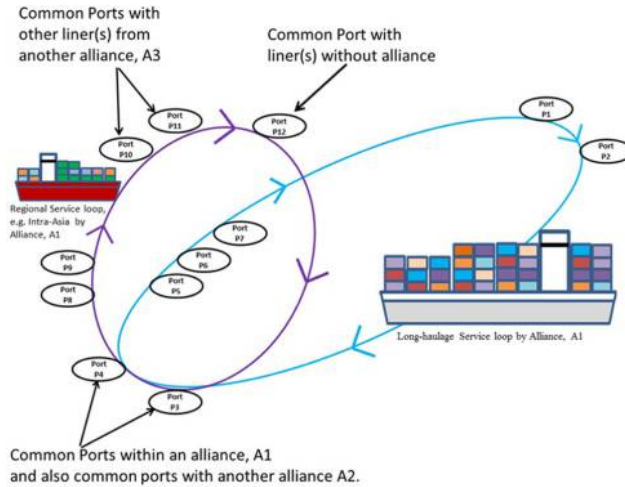 Common Ports with
other liner(s) from
another alliance, A3
Common Port with
liner(s) without alliance
Port
P11
Port
P12
Port
P10
Port
P1
Port
P2
Regional Service loop,
e.g. Intra-Asia by
Alliance, A1
Port
P7
Port
P6
Port
P5
Port
P9
Port
P8
Long-haulage Service loop by Alliance, A1
Port
P4
Port
P3
Common Ports within an alliance, A1
and also common ports with another alliance A2.